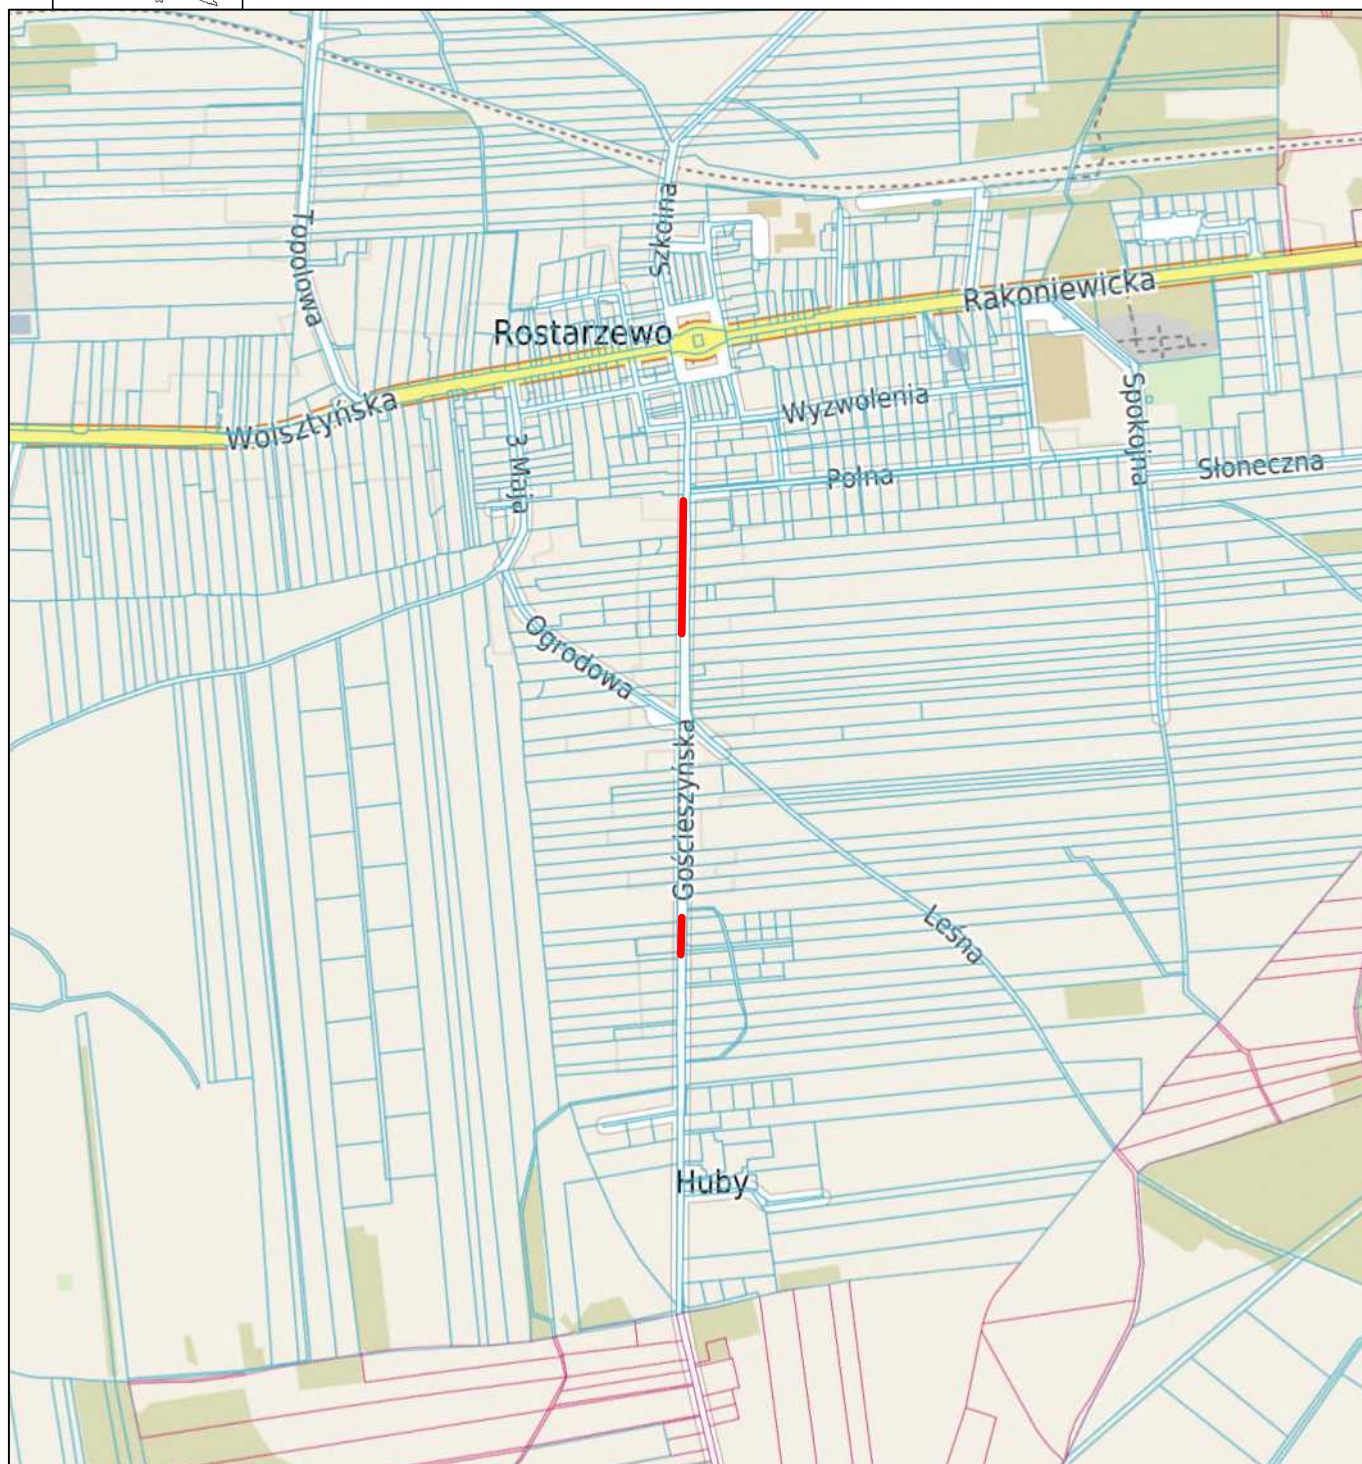 Topolowa
Szkolna
Rakoniewicka
Rostarzewo
Wolsztyńska
Wyzwolenia
Spokojna
3 Maja
Polna
Słoneczna
Ogrodowa
Gościeszyńska
Leśna
Huby